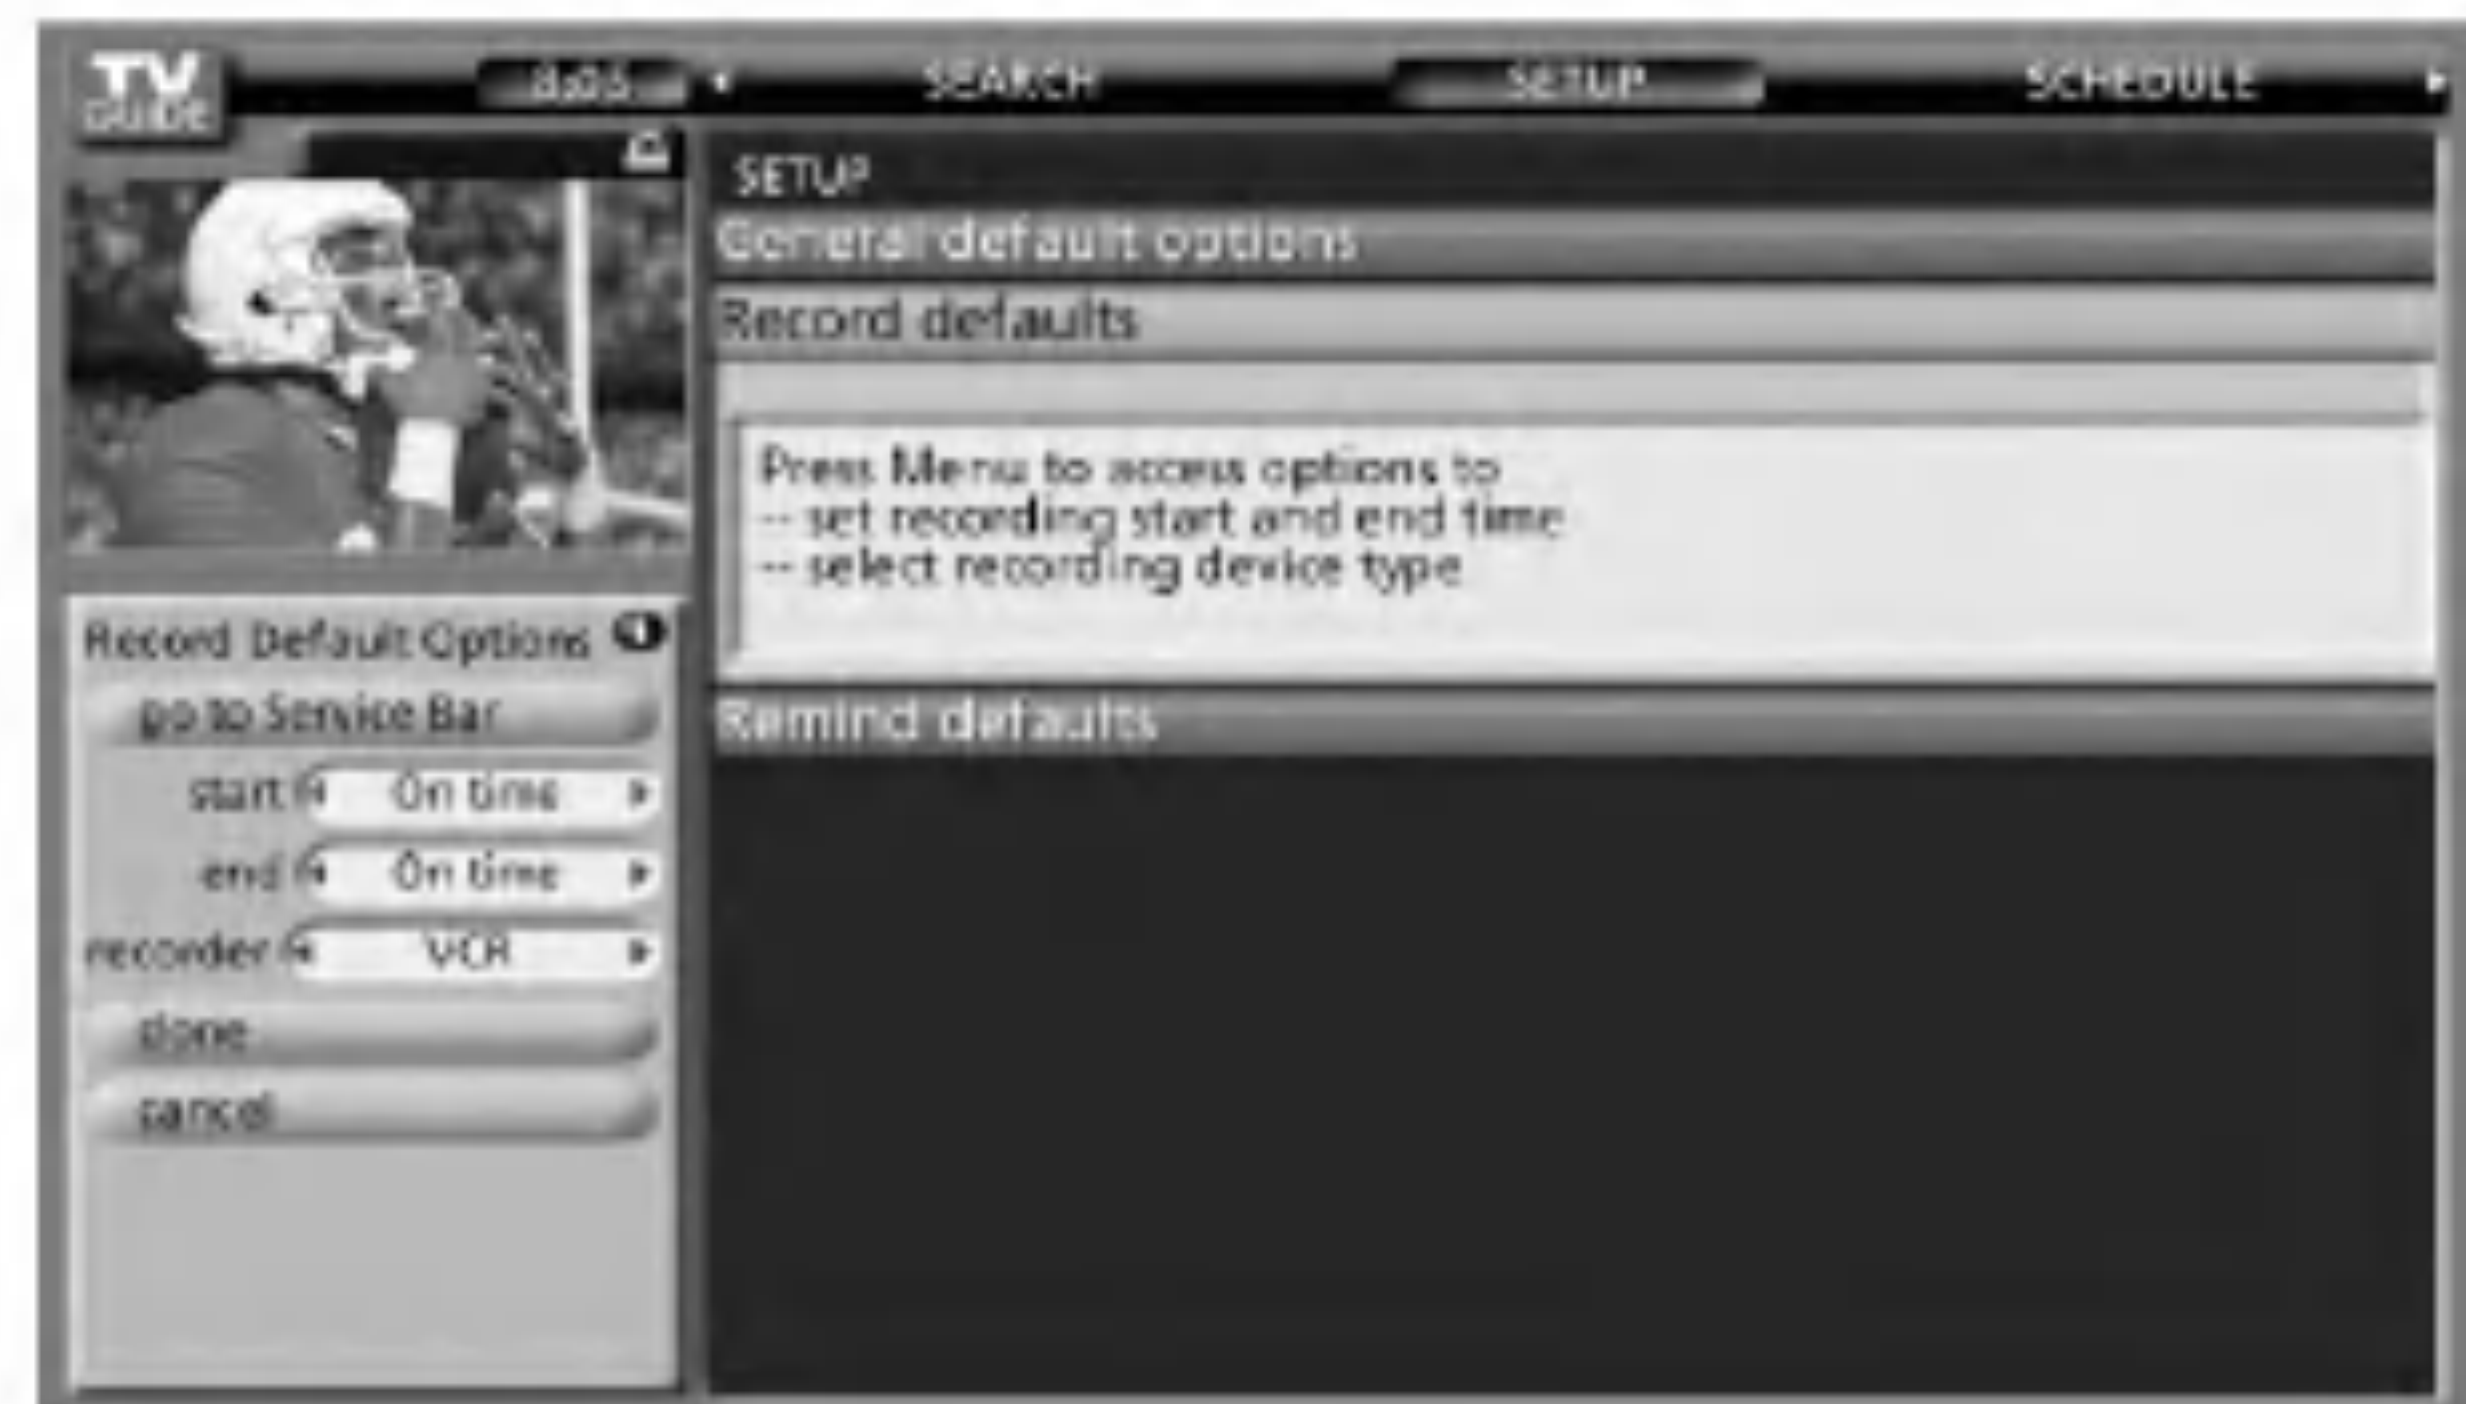 TV
GUIDE
SEARCH
SETUP
SCHEDULE
SETUP
General default options
Record defaults
Press Menu to access options to
-- set recording start and end time
-- select recording device type
Remind defaults
Record Default Options
go to Service Bar
start On time
end On time
recorder VCR
done
cancel